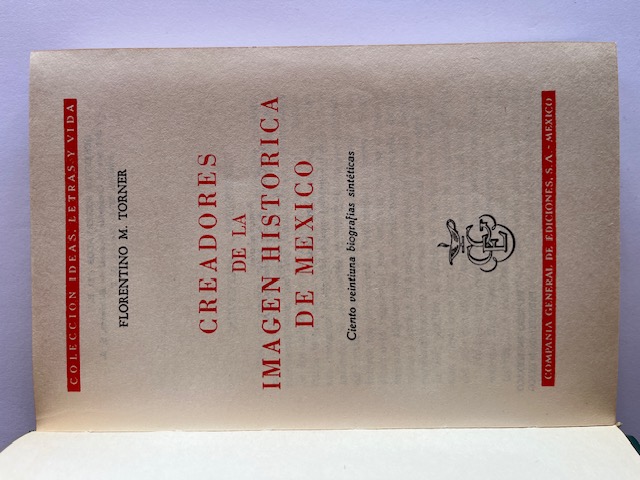 COLECCION IDEAS, LETRAS Y VIDA
FLORENTINO M. TORNER
CREADORES
DE LA
IMAGEN HISTORICA
DE MEXICO
Ciento veintiuna biografías sintéticas
COMPAÑIA GENERAL DE EDICIONES, S. A. - MEXICO